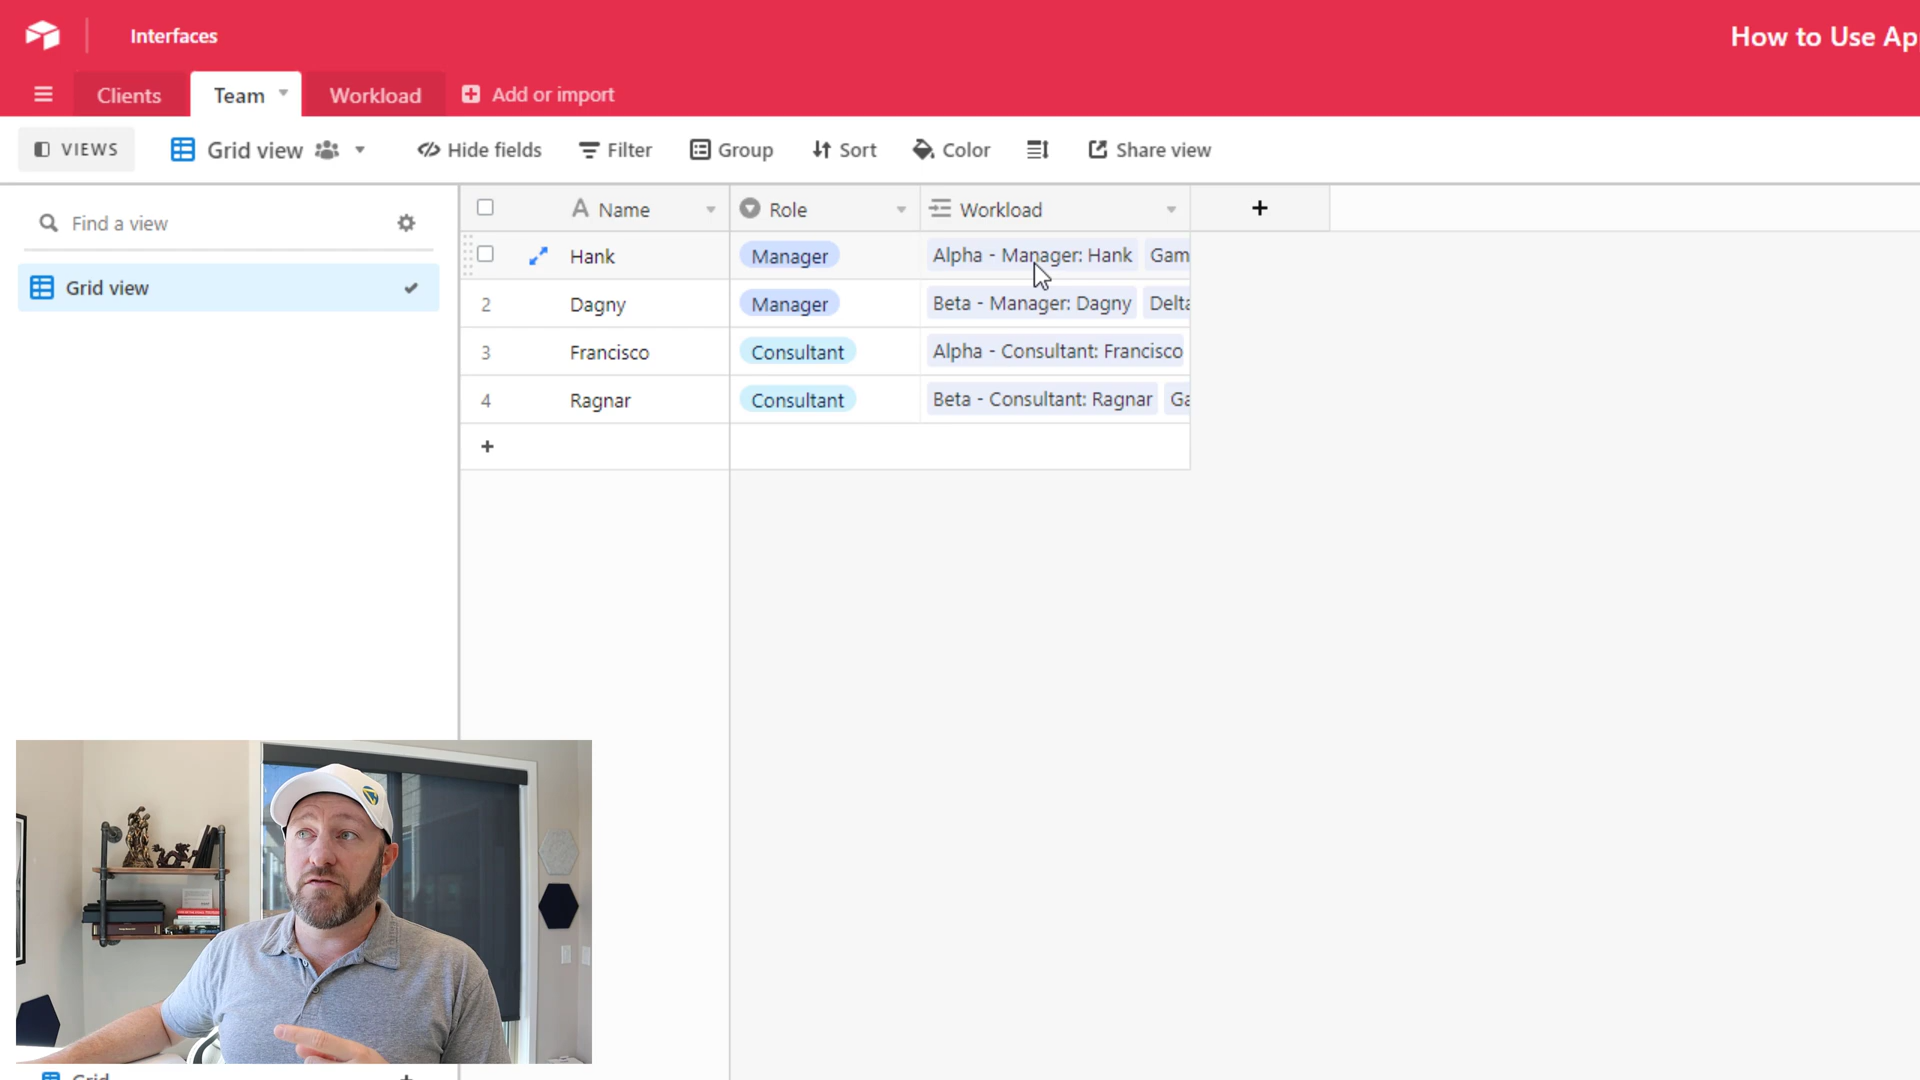 Interfaces
How to Use Ap
Clients
Team
Workload
Add or import
VIEWS
Grid view
Hide fields
Filter
Group
Sort
Color
Share view
Find a view
Grid view
Name
Role
Workload
Hank
Manager
Alpha - Manager: Hank
Gam
2
Dagny
Manager
Beta - Manager: Dagny
Delta
3
Francisco
Consultant
Alpha - Consultant: Francisco
4
Ragnar
Consultant
Beta - Consultant: Ragnar
Ga
Grid